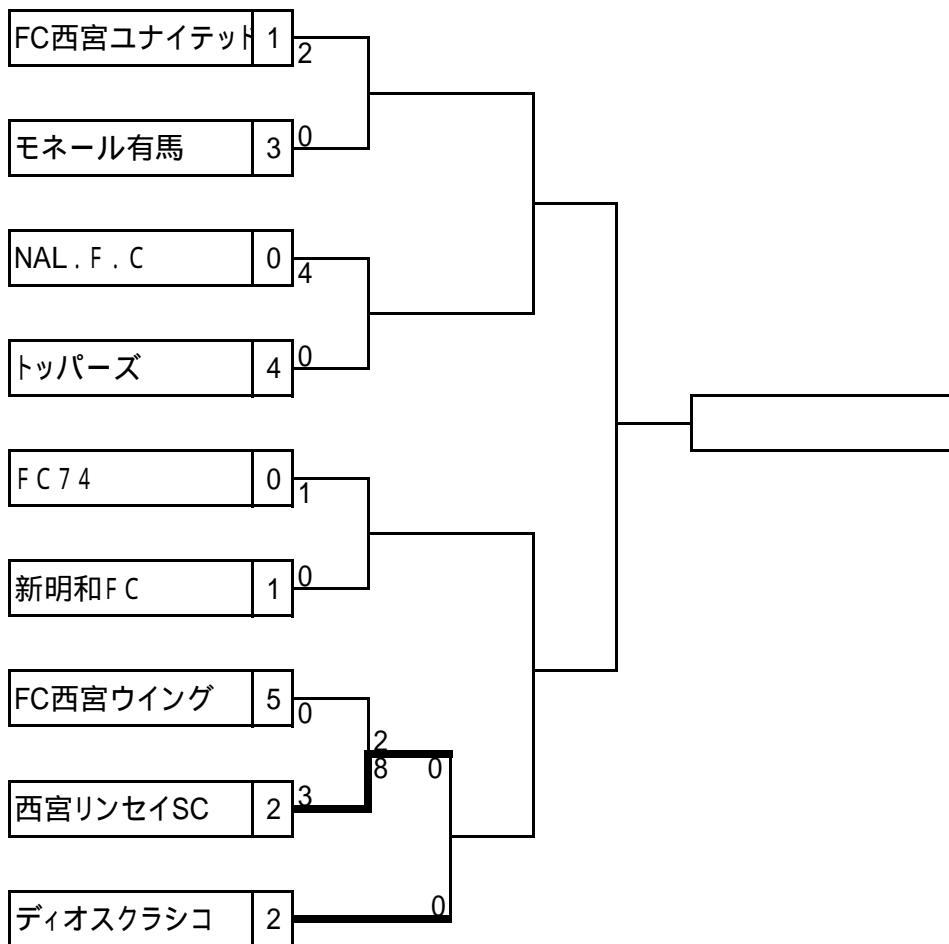 FC西宮ユナイテッド 1
2
0
モネール有馬 3
NAL．Ｆ．Ｃ 0
4
0
トッパーズ 4
ＦＣ７４ 0
1
0
新明和ＦＣ 1
FC西宮ウイング 5
0
2
8 0
3
西宮リンセイSC 2
0
ディオスクラシコ 2